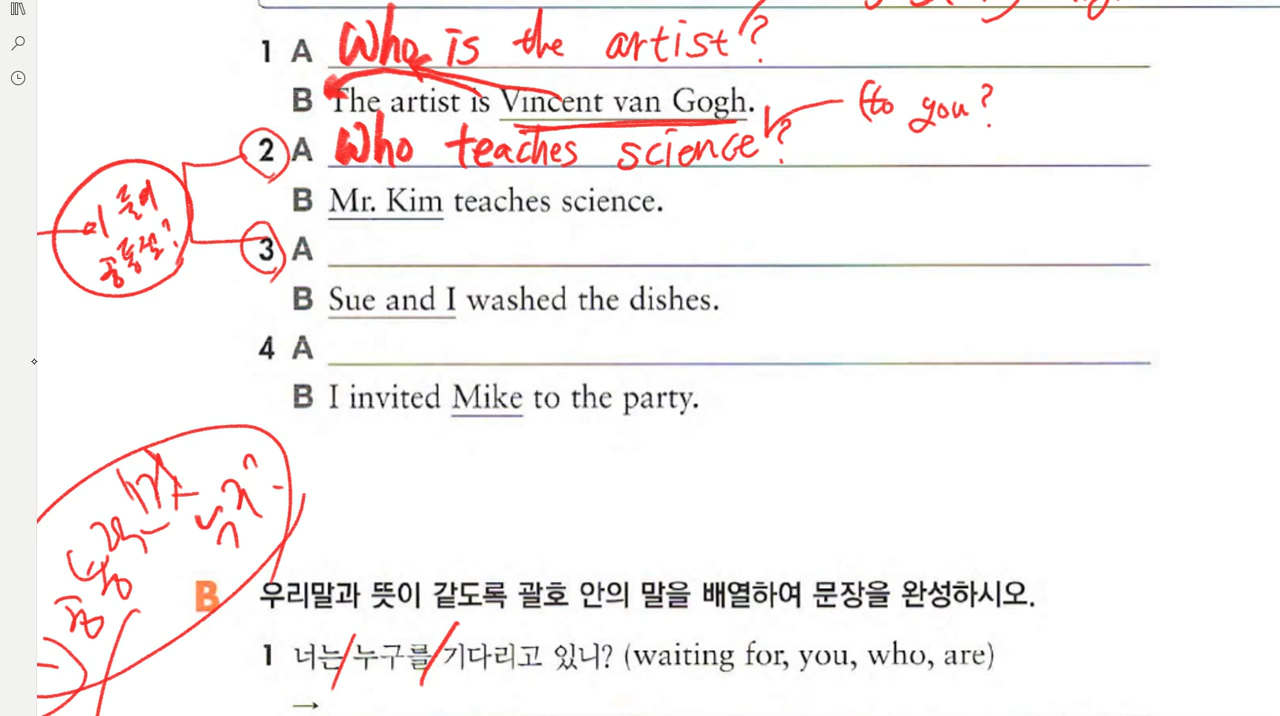 1 A Who is the artist?
B The artist is Vincent van Gogh.
(to you?
2 A Who teaches science?
B Mr. Kim teaches science.
이 들의
공통점?
3 A
B Sue and I washed the dishes.
4 A
B I invited Mike to the party.
B 우리말과 뜻이 같도록 괄호 안의 말을 배열하여 문장을 완성하시오.
1 너는/누구를/기다리고 있니? (waiting for, you, who, are)
→